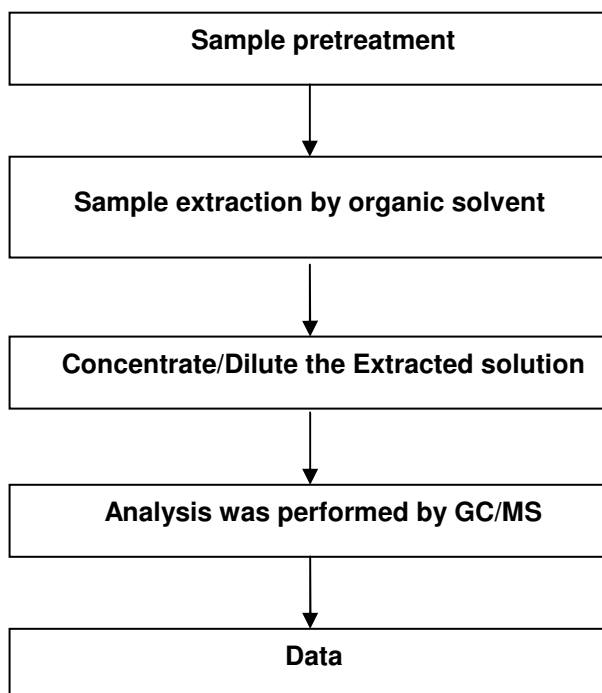 Sample pretreatment
Sample extraction by organic solvent
Concentrate/Dilute the Extracted solution
Analysis was performed by GC/MS
Data